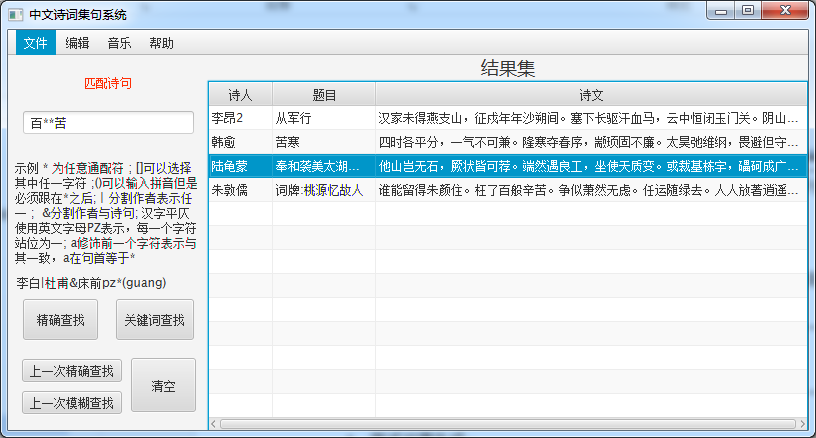 中文诗词集句系统
文件 编辑 音乐 帮助
匹配诗句
百**苦
示例 * 为任意通配符；[]可以选择
其中任一字符 ;()可以输入拼音但是
必须跟在*之后; | 分割作者表示任
一； &分割作者与诗句; 汉字平仄
使用英文字母PZ表示，每一个字符
站位为一; a修饰前一个字符表示与
其一致，a在句首等于*
李白|杜甫&床前pz*(guang)
精确查找 关键词查找
上一次精确查找
上一次模糊查找
清空
结果集
诗人 题目 诗文
李昂2 从军行 汉家未得燕支山，征戍年年沙朔间。塞下长驱汗血马，云中恒闭玉门关。阴山...
韩愈 苦寒 四时各平分，一气不可兼。隆寒夺春序，颛顼固不廉。太昊弛维纲，畏避但守...
陆龟蒙 奉和袭美太湖... 他山岂无石，厥状皆可荐。端然遇良工，坐使天质变。或裁基栋宇，礧砢成广...
朱敦儒 词牌:桃源忆故人 谁能留得朱颜住。枉了百般辛苦。争似萧然无虑。任运随缘去。人人放著逍遥...